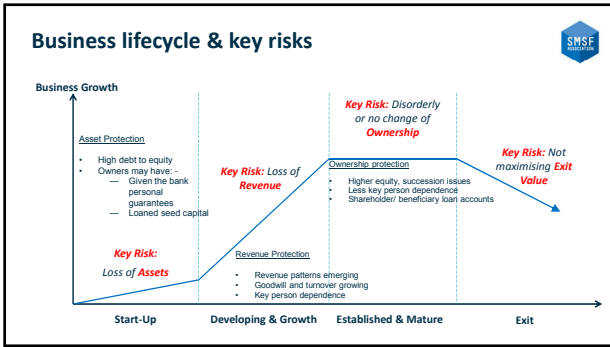 Business lifecycle & key risks
SMSF
ASSOCIATION
Business Growth
Asset Protection
• High debt to equity
• Owners may have: -
— Given the bank
personal
guarantees
— Loaned seed capital
Key Risk:
Loss of Assets
Key Risk: Loss of
Revenue
Revenue Protection
• Revenue patterns emerging
• Goodwill and turnover growing
• Key person dependence
Key Risk: Disorderly
or no change of
Ownership
Ownership protection
• Higher equity, succession issues
• Less key person dependence
• Shareholder/ beneficiary loan accounts
Key Risk: Not
maximising Exit
Value
Start-Up
Developing & Growth
Established & Mature
Exit